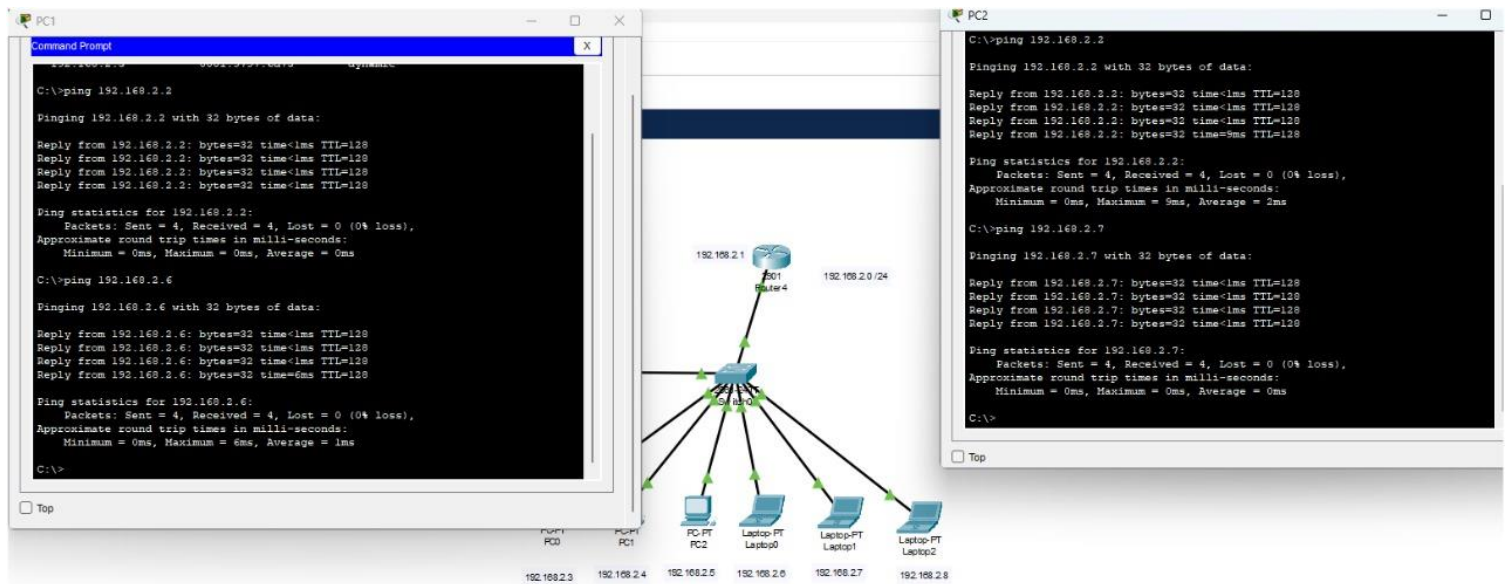 PC1
Command Prompt
X
C:\>ping 192.168.2.2
Pinging 192.168.2.2 with 32 bytes of data:
Reply from 192.168.2.2: bytes=32 time<1ms TTL=128
Reply from 192.168.2.2: bytes=32 time<1ms TTL=128
Reply from 192.168.2.2: bytes=32 time<1ms TTL=128
Reply from 192.168.2.2: bytes=32 time<1ms TTL=128
Ping statistics for 192.168.2.2:
Packets: Sent = 4, Received = 4, Lost = 0 (0% loss),
Approximate round trip times in milli-seconds:
Minimum = 0ms, Maximum = 0ms, Average = 0ms
C:\>ping 192.168.2.6
Pinging 192.168.2.6 with 32 bytes of data:
Reply from 192.168.2.6: bytes=32 time<1ms TTL=128
Reply from 192.168.2.6: bytes=32 time<1ms TTL=128
Reply from 192.168.2.6: bytes=32 time<1ms TTL=128
Reply from 192.168.2.6: bytes=32 time=6ms TTL=128
Ping statistics for 192.168.2.6:
Packets: Sent = 4, Received = 4, Lost = 0 (0% loss),
Approximate round trip times in milli-seconds:
Minimum = 0ms, Maximum = 6ms, Average = 1ms
C:\>
Top
192.168.2.1
2901
Router4
192.168.2.0 /24
PC-PT
PC0
PC-PT
PC1
PC-PT
PC2
Laptop-PT
Laptop0
Laptop-PT
Laptop1
Laptop-PT
Laptop2
192.168.2.3
192.168.2.4
192.168.2.5
192.168.2.6
192.168.2.7
192.168.2.8
PC2
C:\>ping 192.168.2.2
Pinging 192.168.2.2 with 32 bytes of data:
Reply from 192.168.2.2: bytes=32 time<1ms TTL=128
Reply from 192.168.2.2: bytes=32 time<1ms TTL=128
Reply from 192.168.2.2: bytes=32 time<1ms TTL=128
Reply from 192.168.2.2: bytes=32 time=9ms TTL=128
Ping statistics for 192.168.2.2:
Packets: Sent = 4, Received = 4, Lost = 0 (0% loss),
Approximate round trip times in milli-seconds:
Minimum = 0ms, Maximum = 9ms, Average = 2ms
C:\>ping 192.168.2.7
Pinging 192.168.2.7 with 32 bytes of data:
Reply from 192.168.2.7: bytes=32 time<1ms TTL=128
Reply from 192.168.2.7: bytes=32 time<1ms TTL=128
Reply from 192.168.2.7: bytes=32 time<1ms TTL=128
Reply from 192.168.2.7: bytes=32 time<1ms TTL=128
Ping statistics for 192.168.2.7:
Packets: Sent = 4, Received = 4, Lost = 0 (0% loss),
Approximate round trip times in milli-seconds:
Minimum = 0ms, Maximum = 0ms, Average = 0ms
C:\>
Top